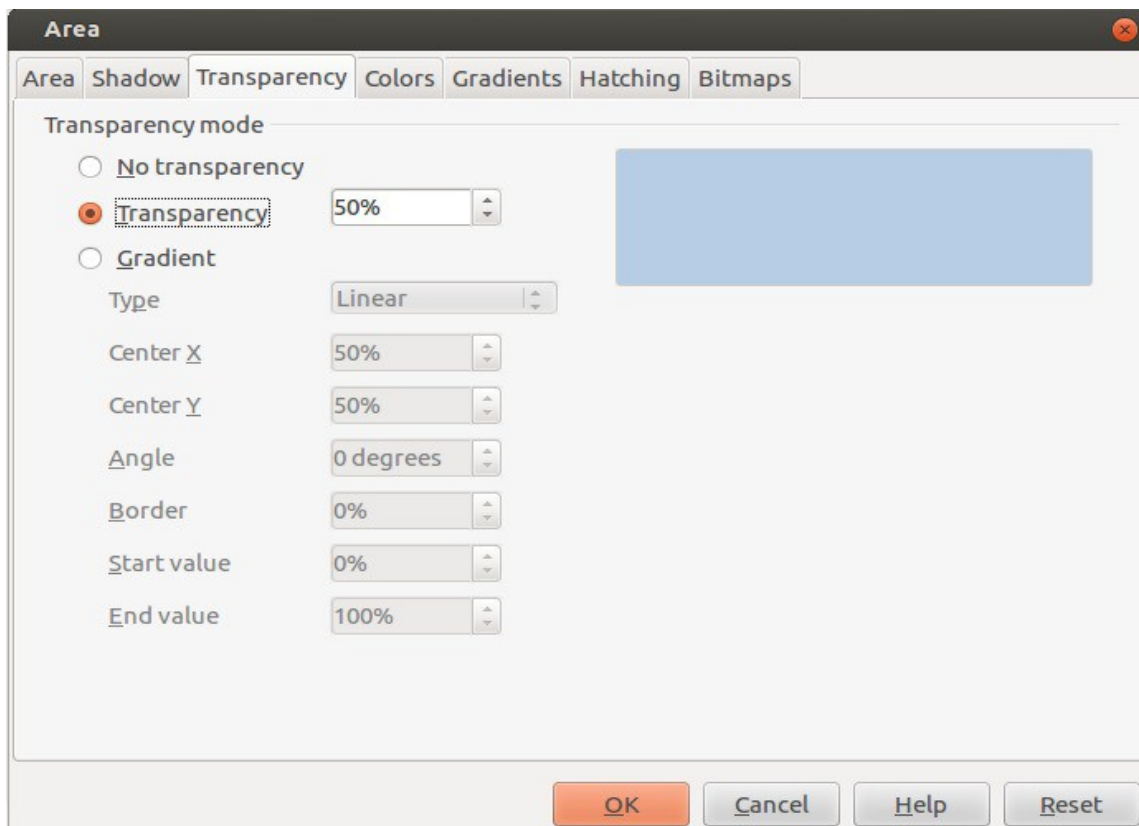 Area
Area Shadow Transparency Colors Gradients Hatching Bitmaps
Transparency mode
No transparency
Transparency 50%
Gradient
Type Linear
Center X 50%
Center Y 50%
Angle 0 degrees
Border 0%
Start value 0%
End value 100%
OK Cancel Help Reset